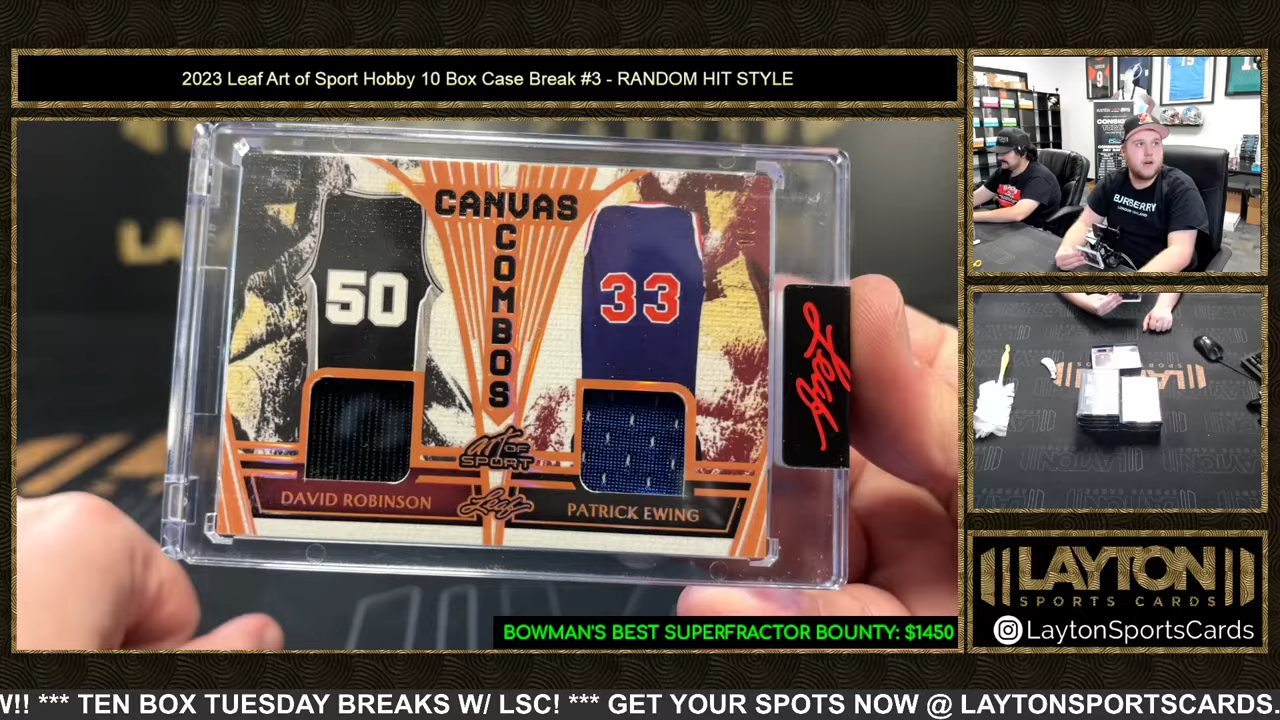 2023 Leaf Art of Sport Hobby 10 Box Case Break #3 - RANDOM HIT STYLE
CANVAS
COMBOS
50
33
ART OF SPORT
Leaf
DAVID ROBINSON
PATRICK EWING
Leaf
BURBERRY
LAYTON
SPORTS CARDS
LaytonSportsCards
BOWMAN'S BEST SUPERFRACTOR BOUNTY: $1450
W!! *** TEN BOX TUESDAY BREAKS W/ LSC! *** GET YOUR SPOTS NOW @ LAYTONSPORTSCARDS.